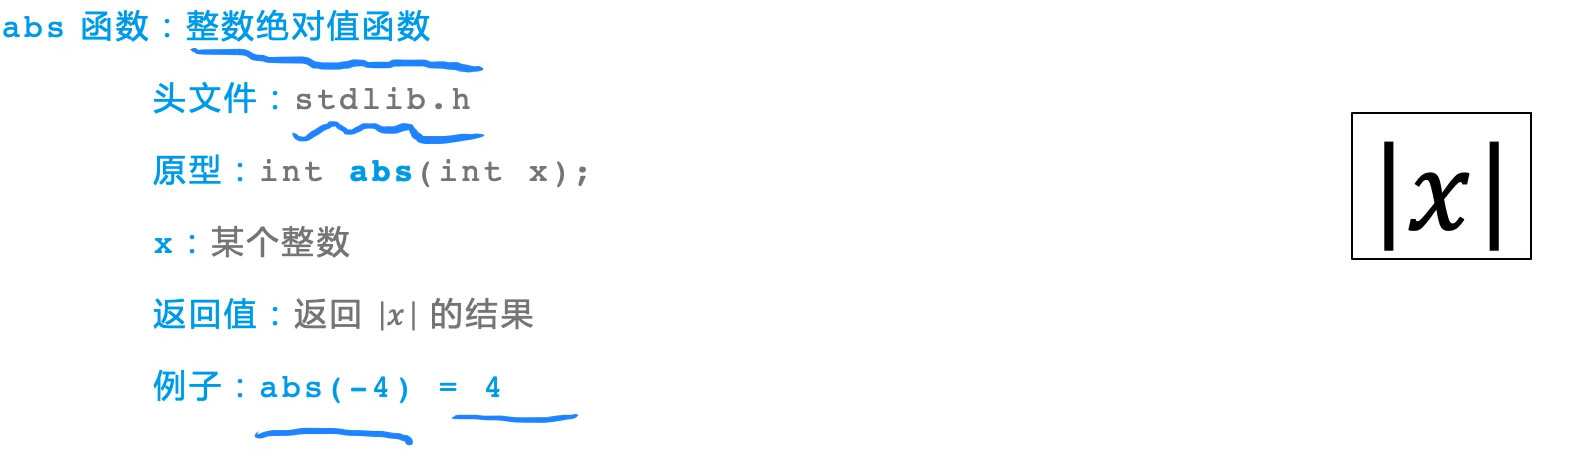 abs 函数：整数绝对值函数
头文件：stdlib.h
原型：int abs(int x);
|x|
x：某个整数
返回值：返回 |x| 的结果
例子：abs(-4) = 4